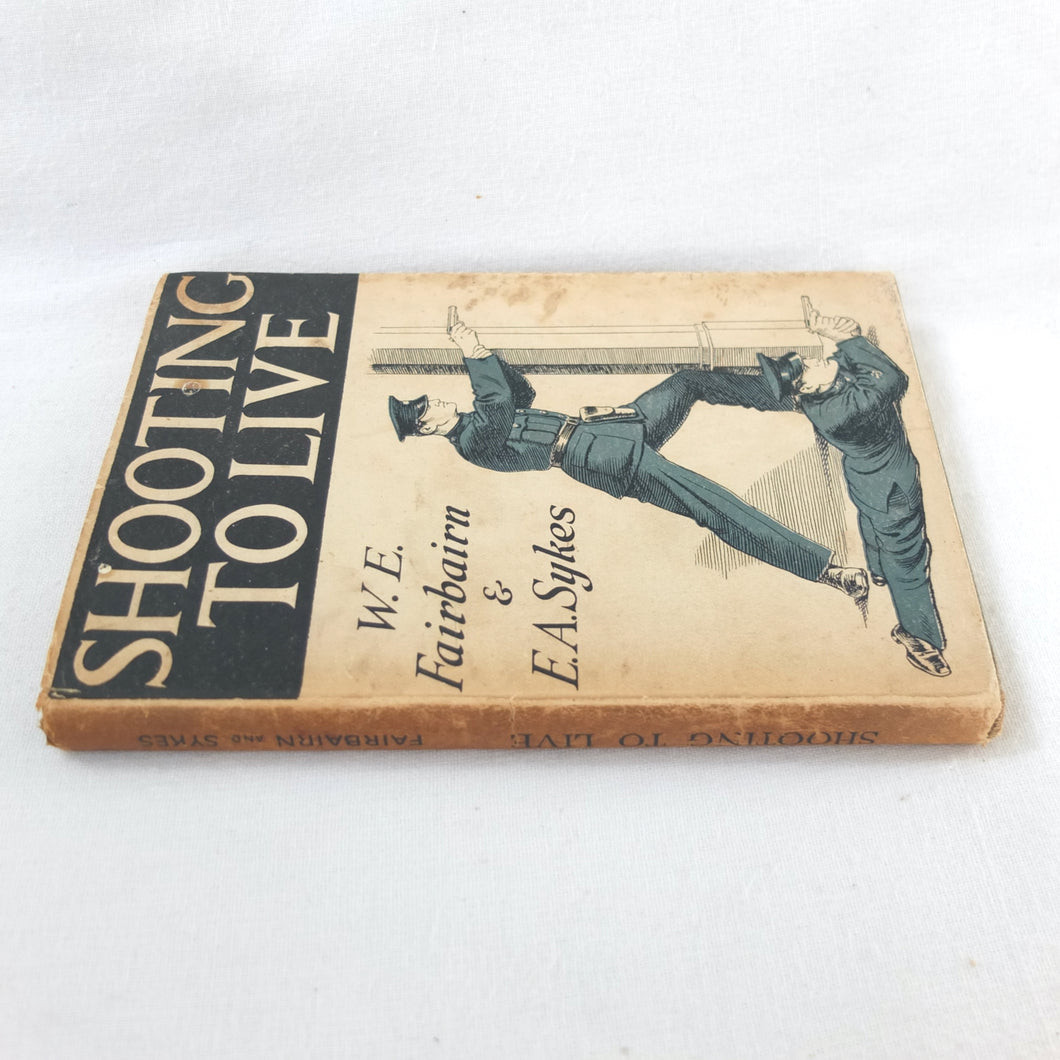 SHOOTING
TO LIVE
W. E.
Fairbairn
&
E.A. Sykes
SHOOTING TO LIVE FAIRBAIRN AND SYKES